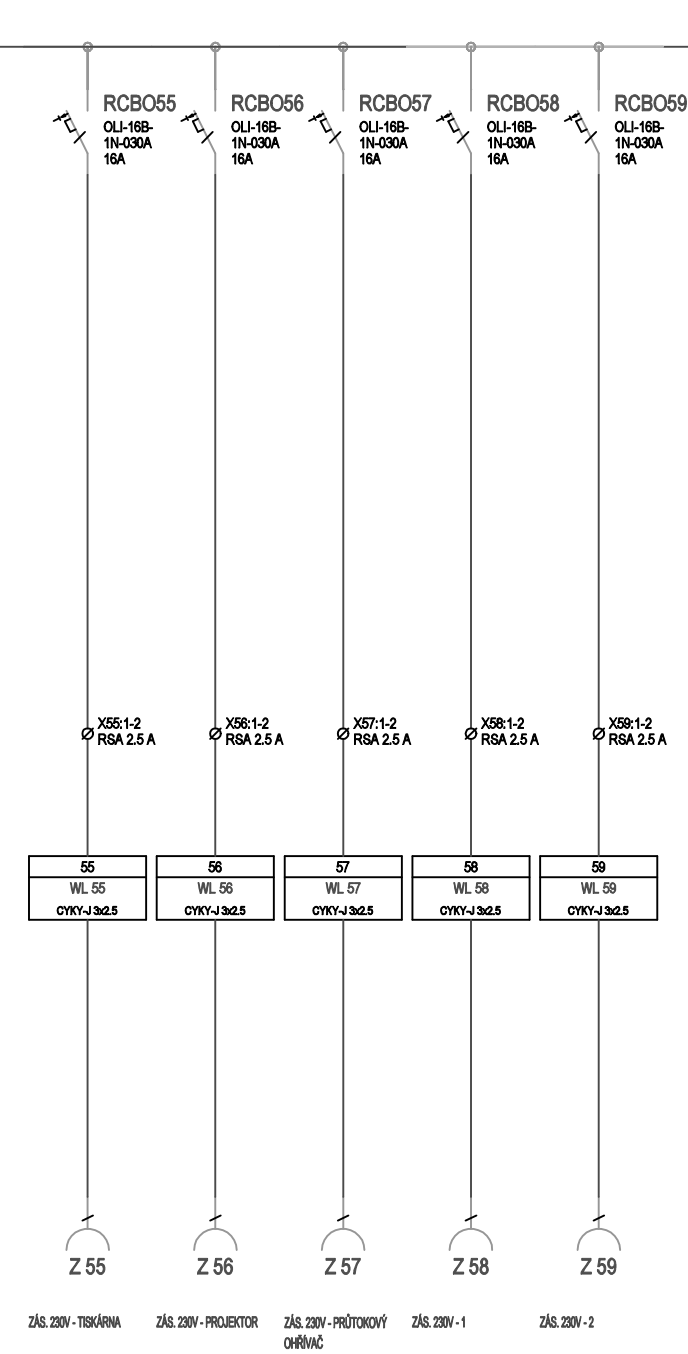 RCBO55
OLI-16B-
1N-030A
16A
RCBO56
OLI-16B-
1N-030A
16A
RCBO57
OLI-16B-
1N-030A
16A
RCBO58
OLI-16B-
1N-030A
16A
RCBO59
OLI-16B-
1N-030A
16A
X55:1-2
RSA 2.5 A
X56:1-2
RSA 2.5 A
X57:1-2
RSA 2.5 A
X58:1-2
RSA 2.5 A
X59:1-2
RSA 2.5 A
55
WL 55
CYKY-J 3x2.5
56
WL 56
CYKY-J 3x2.5
57
WL 57
CYKY-J 3x2.5
58
WL 58
CYKY-J 3x2.5
59
WL 59
CYKY-J 3x2.5
Z 55
Z 56
Z 57
Z 58
Z 59
ZÁS. 230V - TISKÁRNA
ZÁS. 230V - PROJEKTOR
ZÁS. 230V - PRŮTOKOVÝ
OHŘÍVAČ
ZÁS. 230V - 1
ZÁS. 230V - 2